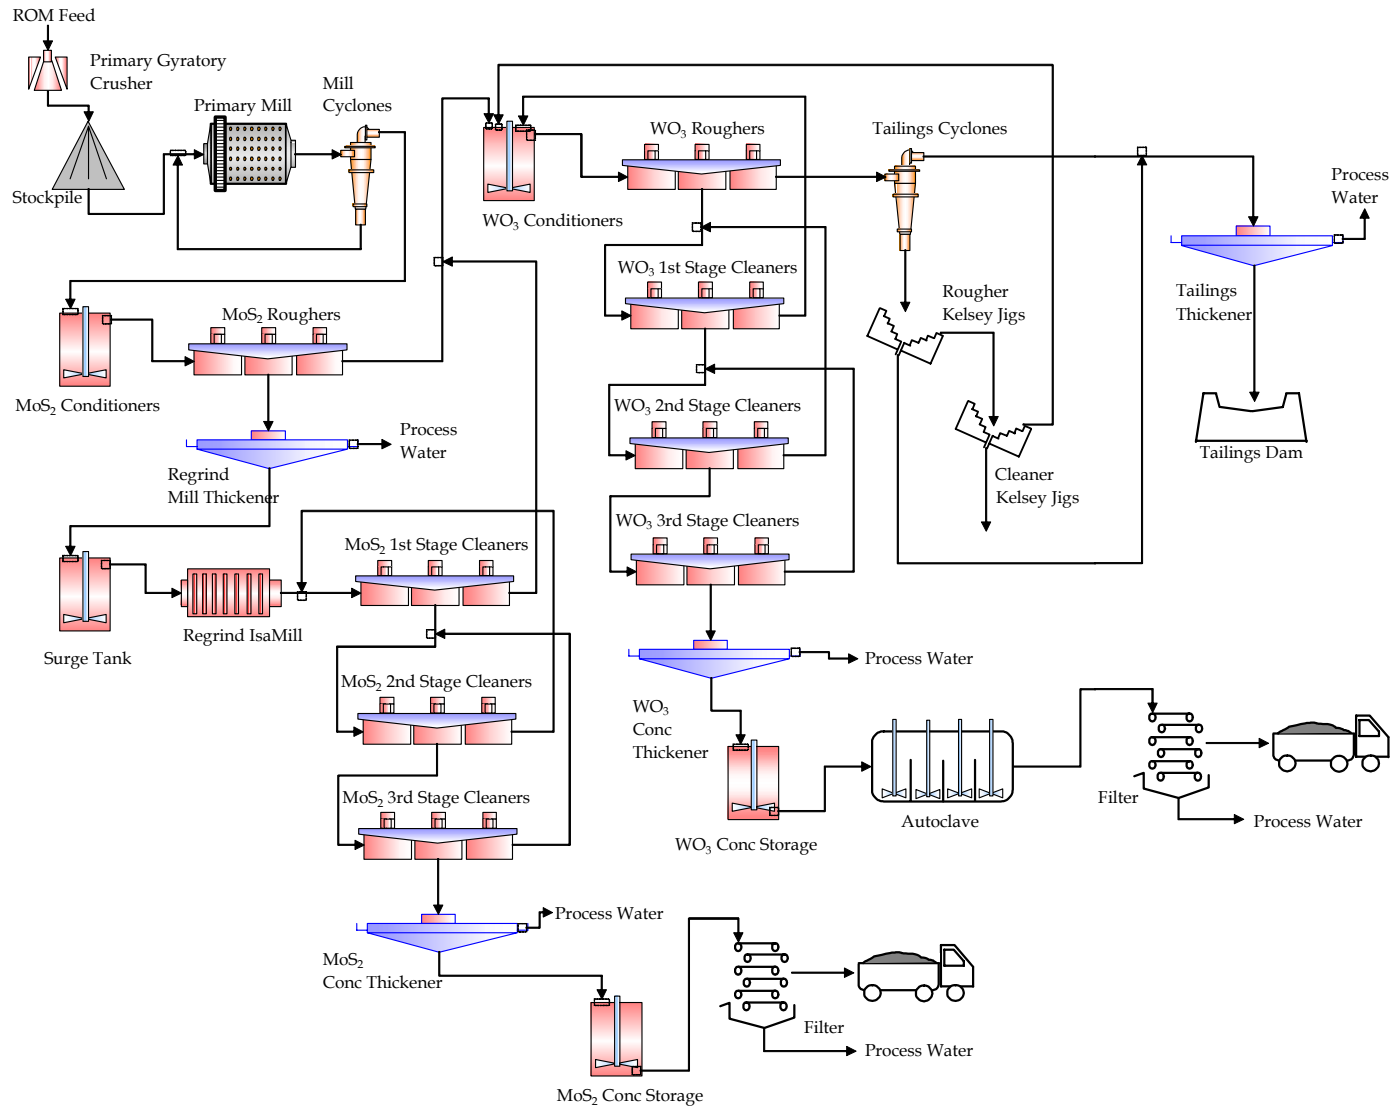 ROM Feed
Primary Gyratory
Crusher
Stockpile
Primary Mill
Mill
Cyclones
MoS₂ Conditioners
MoS₂ Roughers
Process
Water
Regrind
Mill Thickener
Surge Tank
Regrind IsaMill
MoS₂ 1st Stage Cleaners
MoS₂ 2nd Stage Cleaners
MoS₂ 3rd Stage Cleaners
Process Water
MoS₂
Conc Thickener
MoS₂ Conc Storage
Filter
Process Water
WO₃ Conditioners
WO₃ Roughers
WO₃ 1st Stage Cleaners
WO₃ 2nd Stage Cleaners
WO₃ 3rd Stage Cleaners
Process Water
WO₃
Conc
Thickener
WO₃ Conc Storage
Autoclave
Filter
Process Water
Tailings Cyclones
Rougher
Kelsey Jigs
Cleaner
Kelsey Jigs
Process
Water
Tailings
Thickener
Tailings Dam